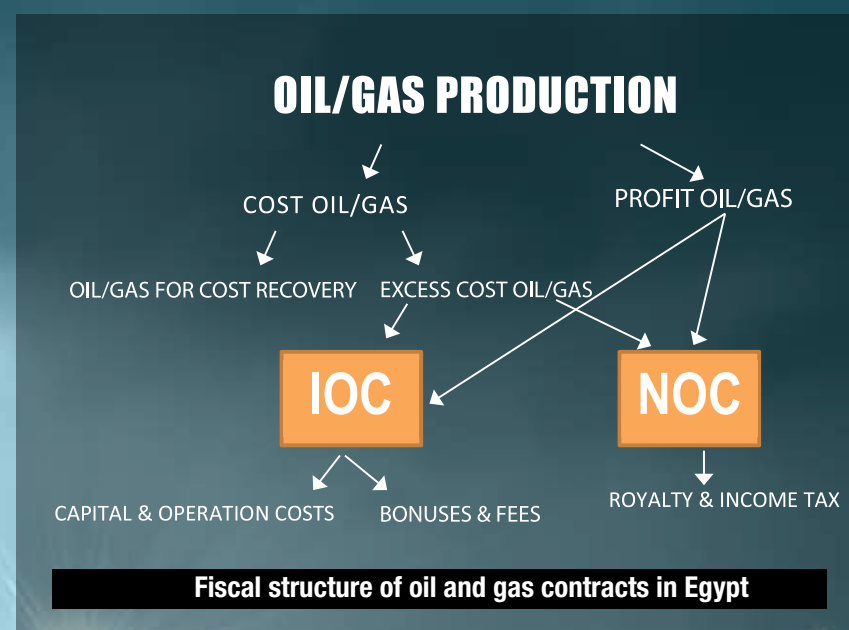 OIL/GAS PRODUCTION
COST OIL/GAS
PROFIT OIL/GAS
OIL/GAS FOR COST RECOVERY
EXCESS COST OIL/GAS
IOC
NOC
CAPITAL & OPERATION COSTS
BONUSES & FEES
ROYALTY & INCOME TAX
Fiscal structure of oil and gas contracts in Egypt